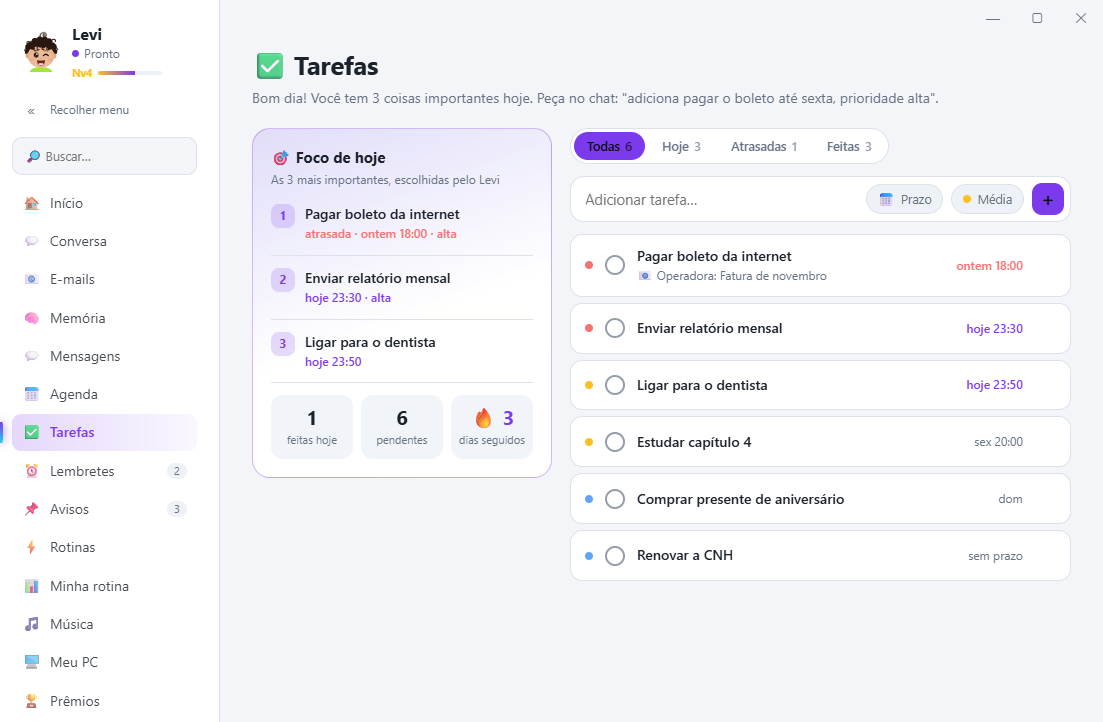 Levi
Pronto
Nv4
« Recolher menu
Buscar...
Início
Conversa
E-mails
Memória
Mensagens
Agenda
Tarefas
Lembretes 2
Avisos 3
Rotinas
Minha rotina
Música
Meu PC
Prêmios
Tarefas
Bom dia! Você tem 3 coisas importantes hoje. Peça no chat: "adiciona pagar o boleto até sexta, prioridade alta".
Foco de hoje
As 3 mais importantes, escolhidas pelo Levi
1 Pagar boleto da internet
atrasada · ontem 18:00 · alta
2 Enviar relatório mensal
hoje 23:30 · alta
3 Ligar para o dentista
hoje 23:50
1 6 3
feitas hoje pendentes dias seguidos
Todas 6 Hoje 3 Atrasadas 1 Feitas 3
Adicionar tarefa... Prazo Média +
Pagar boleto da internet ontem 18:00
Operadora: Fatura de novembro
Enviar relatório mensal hoje 23:30
Ligar para o dentista hoje 23:50
Estudar capítulo 4 sex 20:00
Comprar presente de aniversário dom
Renovar a CNH sem prazo